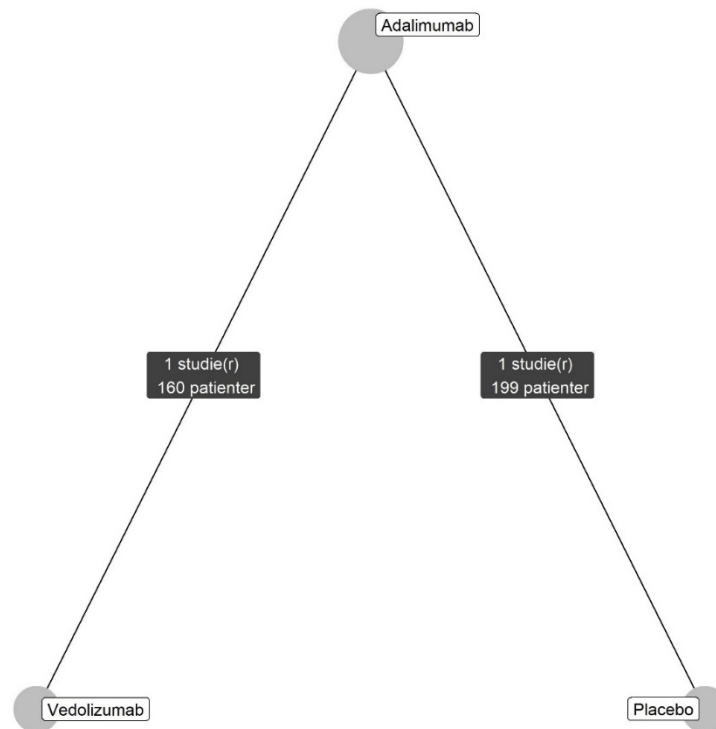 Adalimumab
1 studie(r)
160 patienter
1 studie(r)
199 patienter
Vedolizumab
Placebo